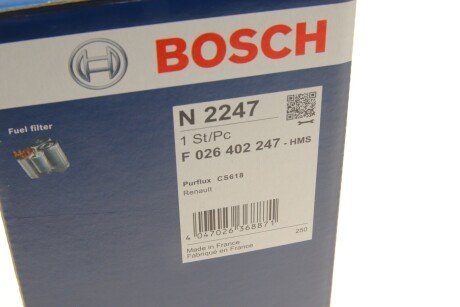 BOSCH
Fuel filter
N 2247
1 St/Pc
F 026 402 247 - HMS
Purflux CS618
Renault
4 047026 368871
Made in France
Fabriqué en France
250